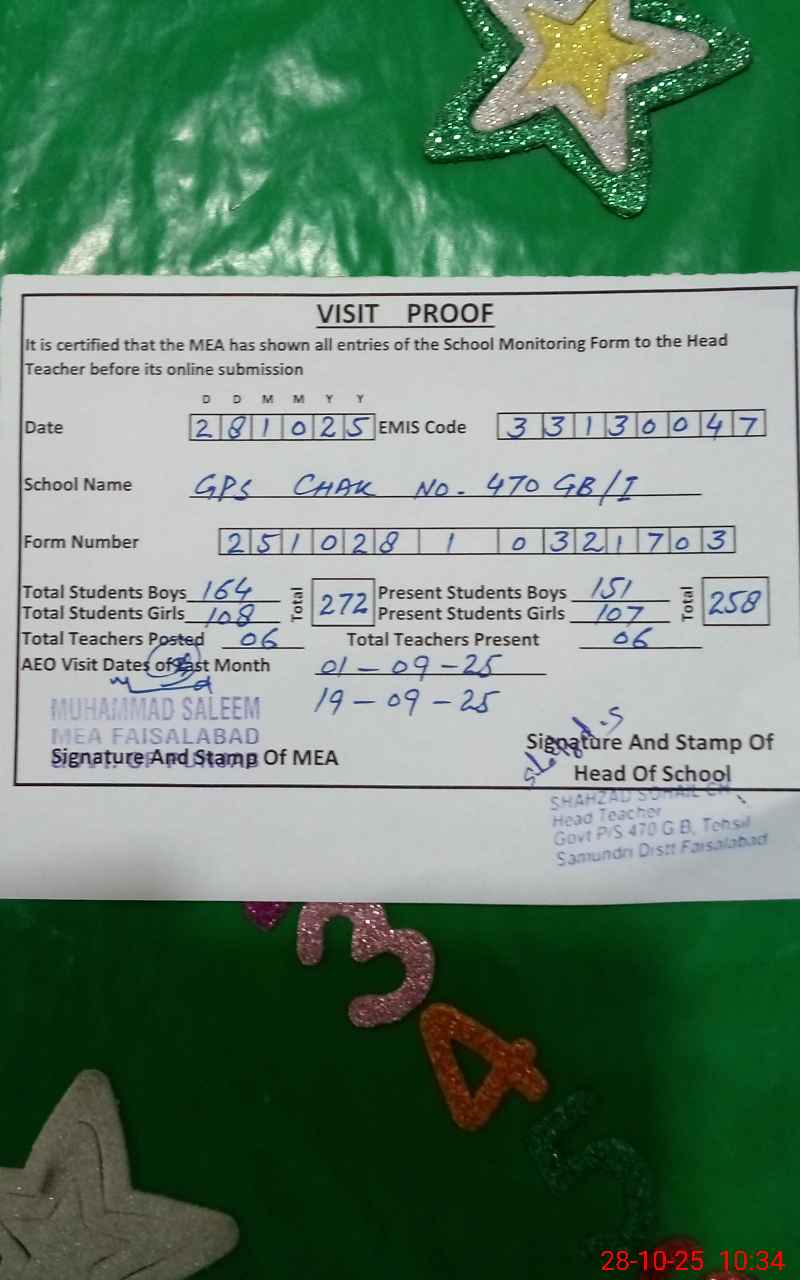 VISIT PROOF
It is certified that the MEA has shown all entries of the School Monitoring Form to the Head
Teacher before its online submission
D D M M Y Y
Date 2 8 1 0 2 5 EMIS Code 3 3 1 3 0 0 4 7
School Name GPS CHAK NO. 470 GB/I
Form Number 2 5 1 0 2 8 1 0 3 2 1 7 0 3
Total Students Boys 164 Total 272 Present Students Boys 151 Total 258
Total Students Girls 108 Present Students Girls 107
Total Teachers Posted 06 Total Teachers Present 06
AEO Visit Dates of Last Month 01-09-25
19-09-25
MUHAMMAD SALEEM
MEA FAISALABAD
Signature And Stamp Of MEA
Signature And Stamp Of
Head Of School
SHAHZAD SOHAIL CH
Head Teacher
Govt P/S 470 G B, Tehsil
Samundri Distt Faisalabad
3
4
5
28-10-25 10:34